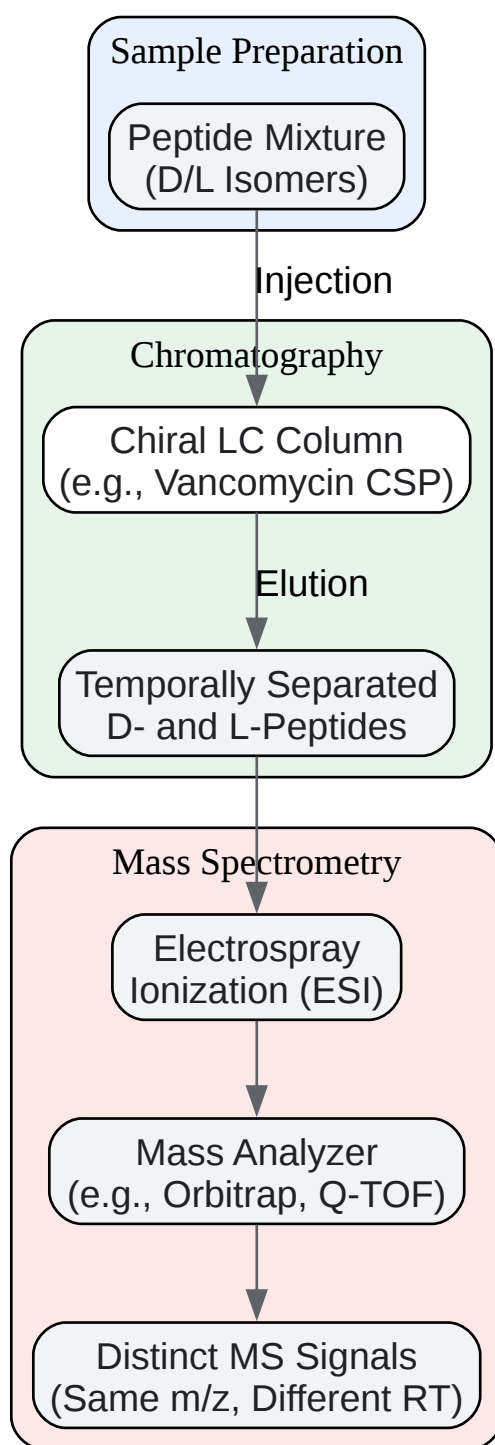 Sample Preparation
Peptide Mixture
(D/L Isomers)
Injection
Chromatography
Chiral LC Column
(e.g., Vancomycin CSP)
Elution
Temporally Separated
D- and L-Peptides
Mass Spectrometry
Electrospray
Ionization (ESI)
Mass Analyzer
(e.g., Orbitrap, Q-TOF)
Distinct MS Signals
(Same m/z, Different RT)